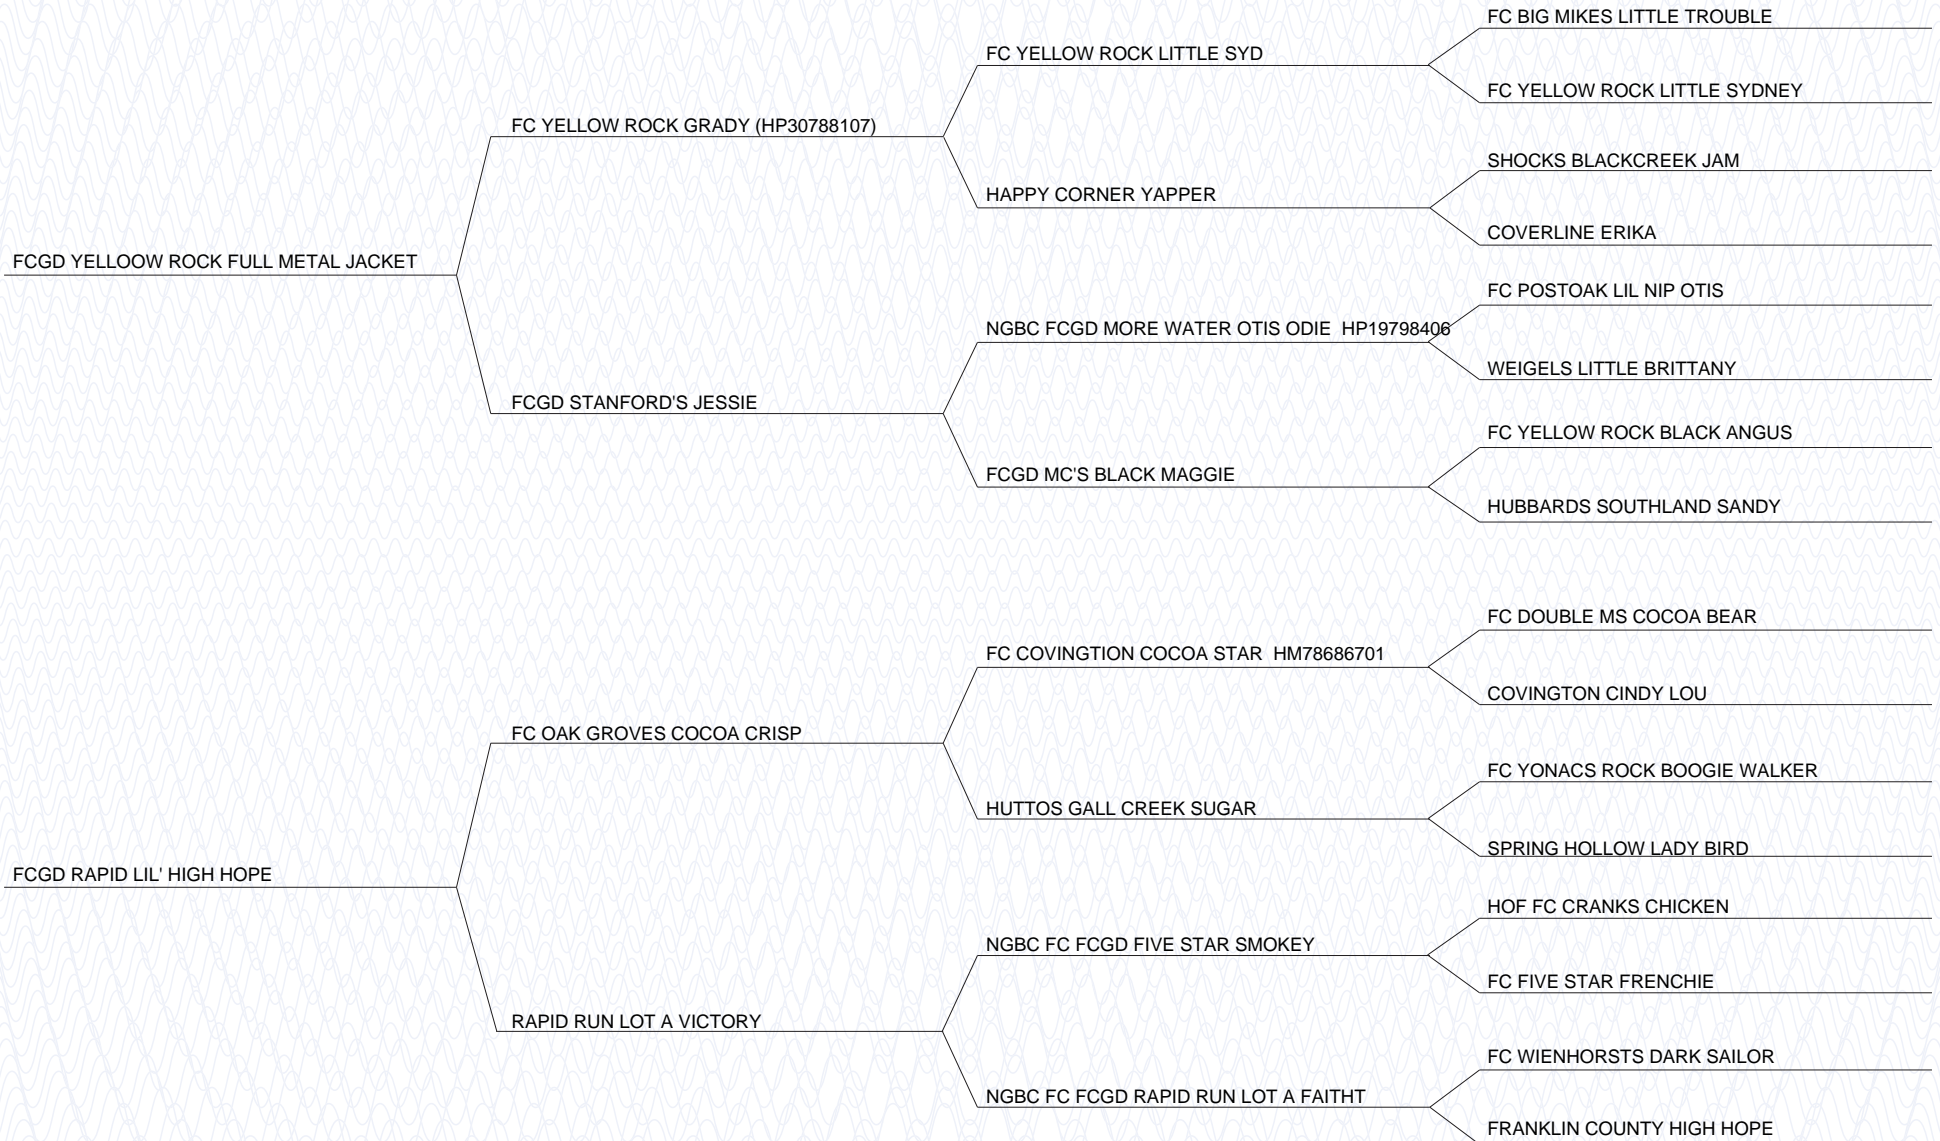 FC BIG MIKES LITTLE TROUBLE
FC YELLOW ROCK LITTLE SYD
FC YELLOW ROCK LITTLE SYDNEY
FC YELLOW ROCK GRADY (HP30788107)
SHOCKS BLACKCREEK JAM
HAPPY CORNER YAPPER
COVERLINE ERIKA
FCGD YELLOOW ROCK FULL METAL JACKET
FC POSTOAK LIL NIP OTIS
NGBC FCGD MORE WATER OTIS ODIE  HP19798406
WEIGELS LITTLE BRITTANY
FCGD STANFORD'S JESSIE
FC YELLOW ROCK BLACK ANGUS
FCGD MC'S BLACK MAGGIE
HUBBARDS SOUTHLAND SANDY
FC DOUBLE MS COCOA BEAR
FC COVINGTION COCOA STAR  HM78686701
COVINGTON CINDY LOU
FC OAK GROVES COCOA CRISP
FC YONACS ROCK BOOGIE WALKER
HUTTOS GALL CREEK SUGAR
SPRING HOLLOW LADY BIRD
FCGD RAPID LIL' HIGH HOPE
HOF FC CRANKS CHICKEN
NGBC FC FCGD FIVE STAR SMOKEY
FC FIVE STAR FRENCHIE
RAPID RUN LOT A VICTORY
FC WIENHORSTS DARK SAILOR
NGBC FC FCGD RAPID RUN LOT A FAITHT
FRANKLIN COUNTY HIGH HOPE